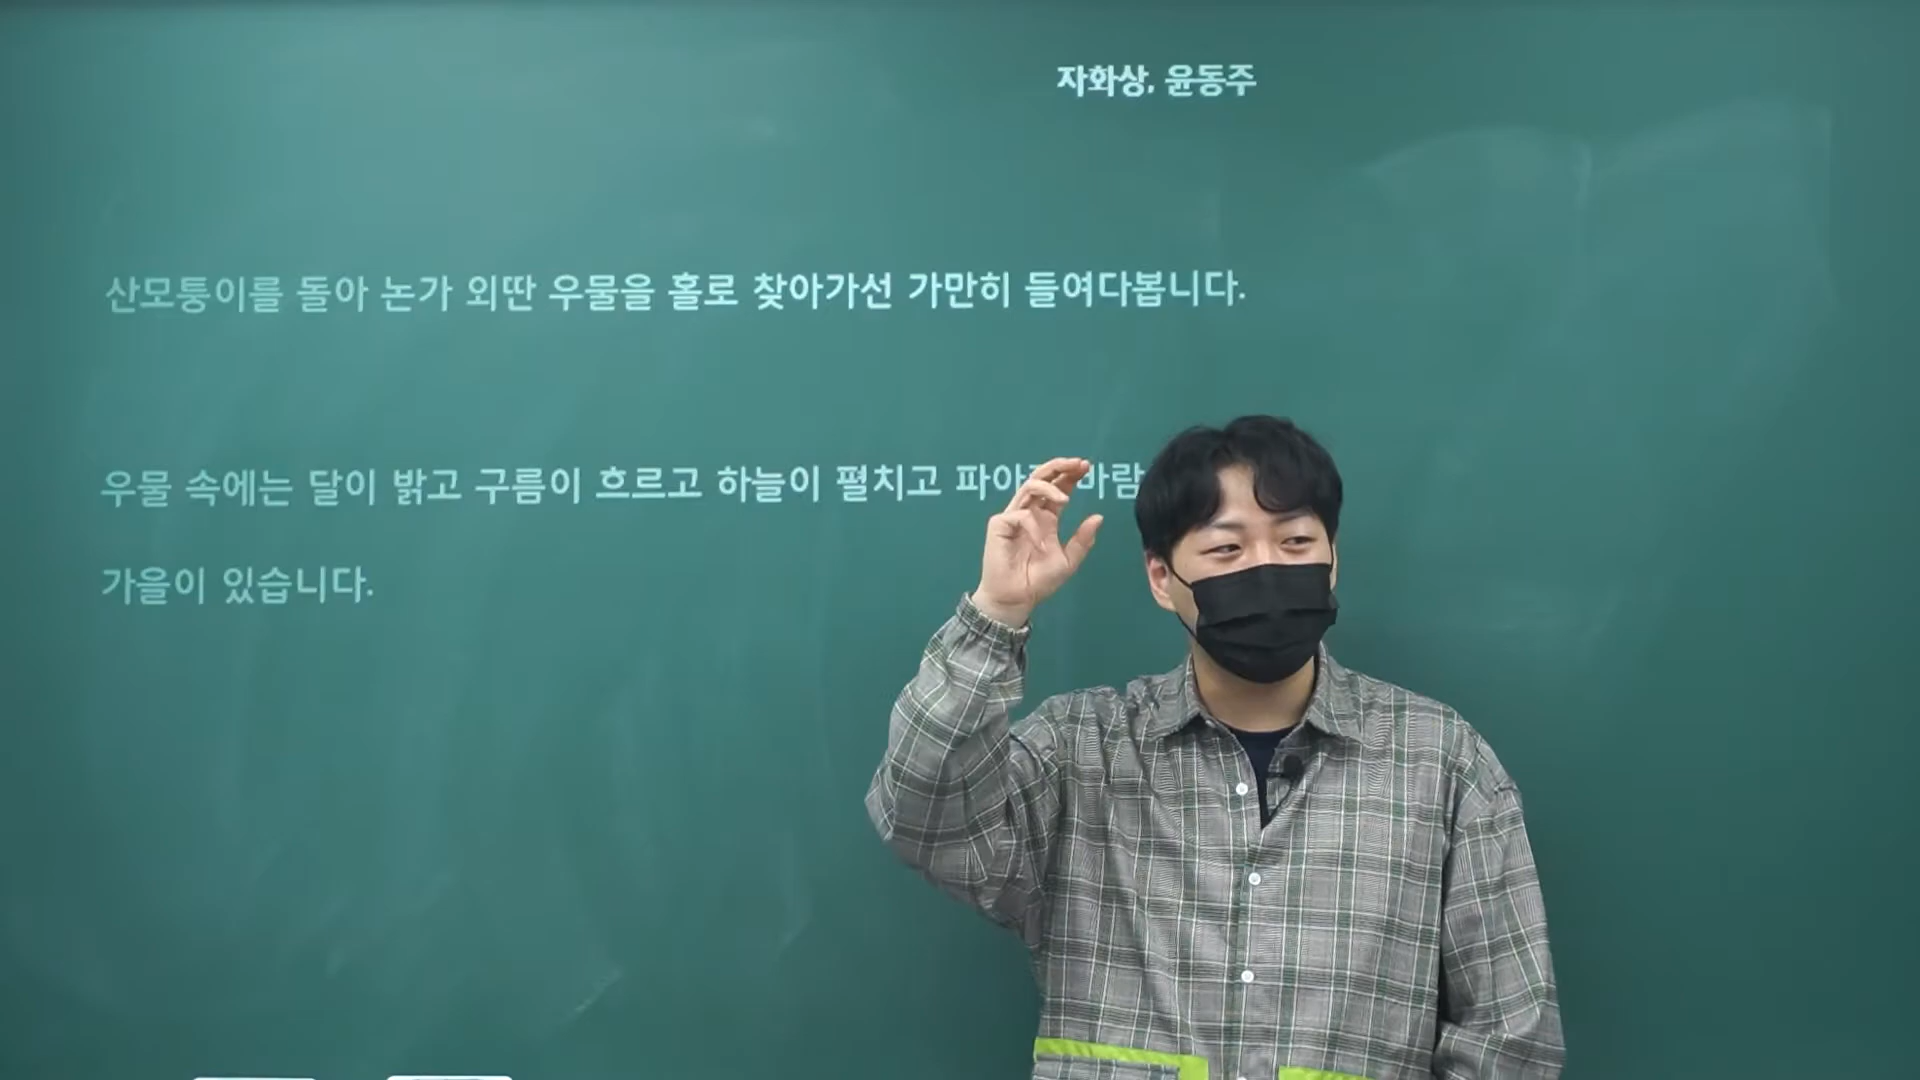 자화상, 윤동주
산모퉁이를 돌아 논가 외딴 우물을 홀로 찾아가선 가만히 들여다봅니다.
우물 속에는 달이 밝고 구름이 흐르고 하늘이 펼치고 바람
가을이 있습니다.